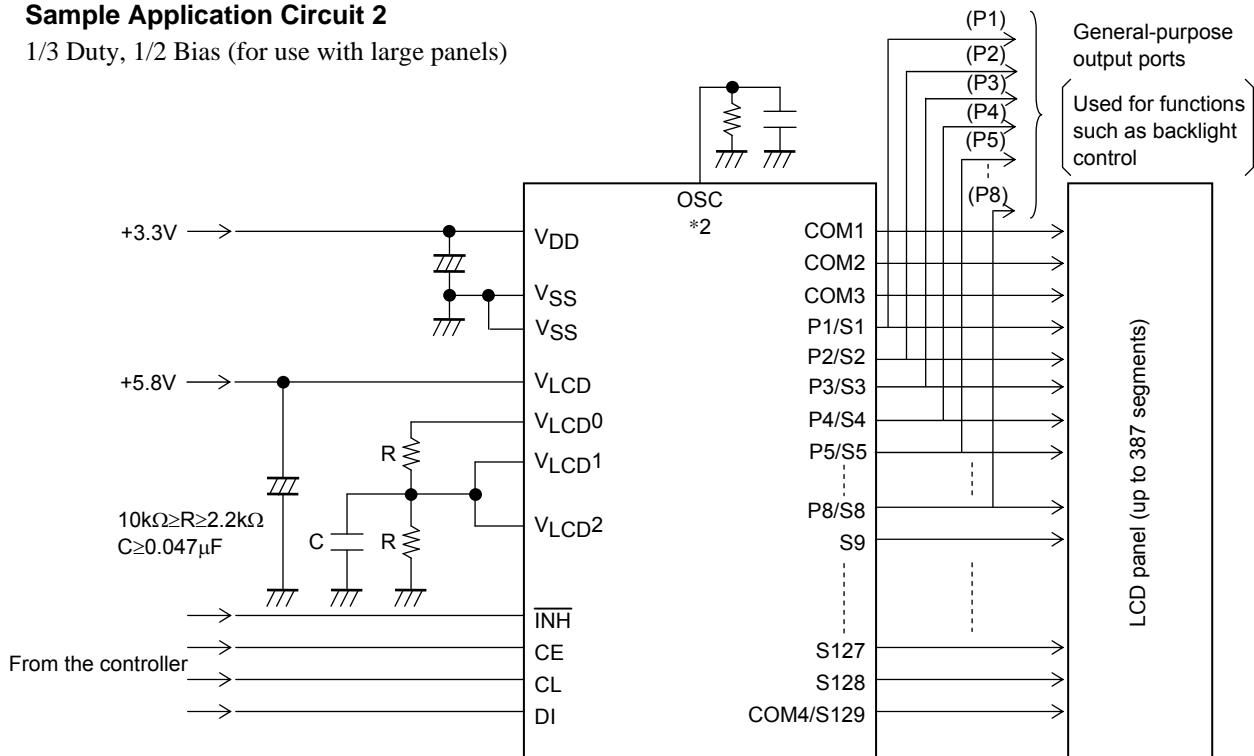 Sample Application Circuit 2
1/3 Duty, 1/2 Bias (for use with large panels)
(P1)
(P2)
(P3)
(P4)
(P5)
(P8)
General-purpose
output ports
Used for functions
such as backlight
control
OSC
*2
+3.3V
VDD
VSS
VSS
+5.8V
VLCD
VLCD0
VLCD1
VLCD2
R
R
C
10kΩ≥R≥2.2kΩ
C≥0.047μF
From the controller
INH
CE
CL
DI
COM1
COM2
COM3
P1/S1
P2/S2
P3/S3
P4/S4
P5/S5
P8/S8
S9
S127
S128
COM4/S129
LCD panel (up to 387 segments)